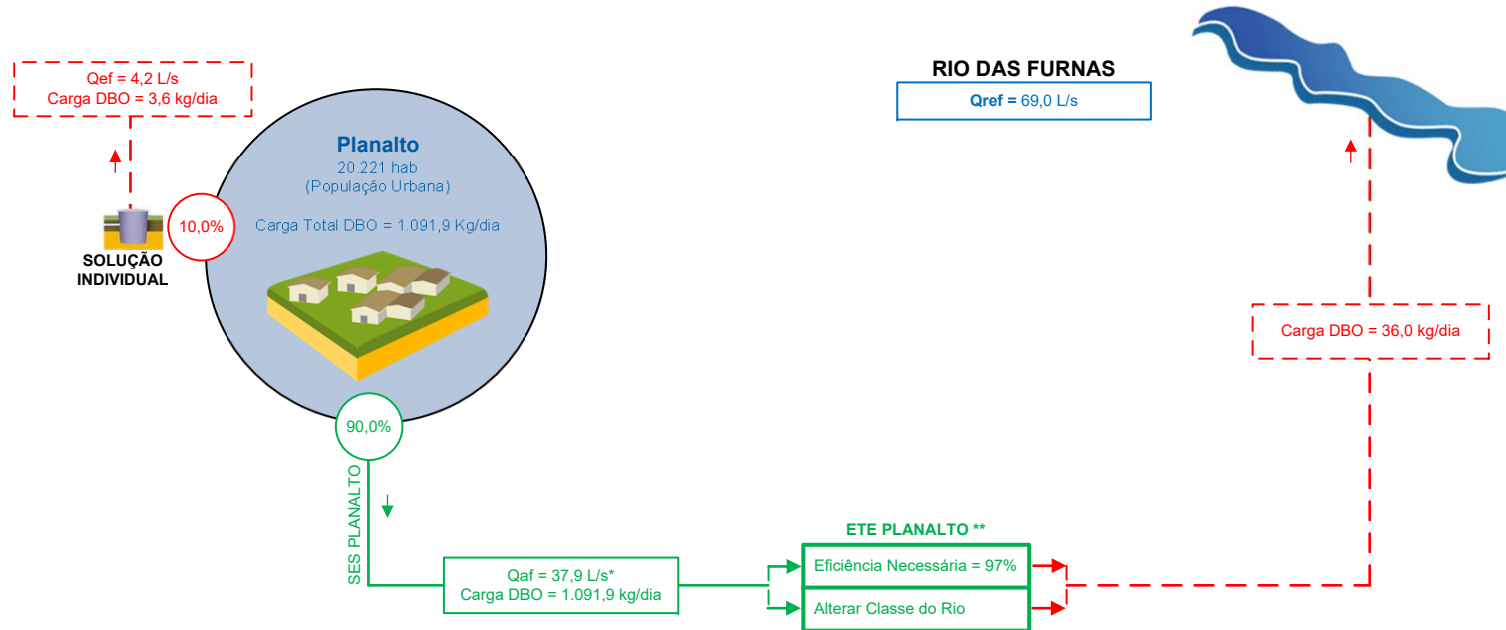 Qef = 4,2 L/s
Carga DBO = 3,6 kg/dia
RIO DAS FURNAS
Qref = 69,0 L/s
Planalto
20.221 hab
(População Urbana)
Carga Total DBO = 1.091,9 Kg/dia
10,0%
SOLUÇÃO
INDIVIDUAL
Carga DBO = 36,0 kg/dia
90,0%
SES PLANALTO
Qaf = 37,9 L/s*
Carga DBO = 1.091,9 kg/dia
ETE PLANALTO **
Eficiência Necessária = 97%
Alterar Classe do Rio